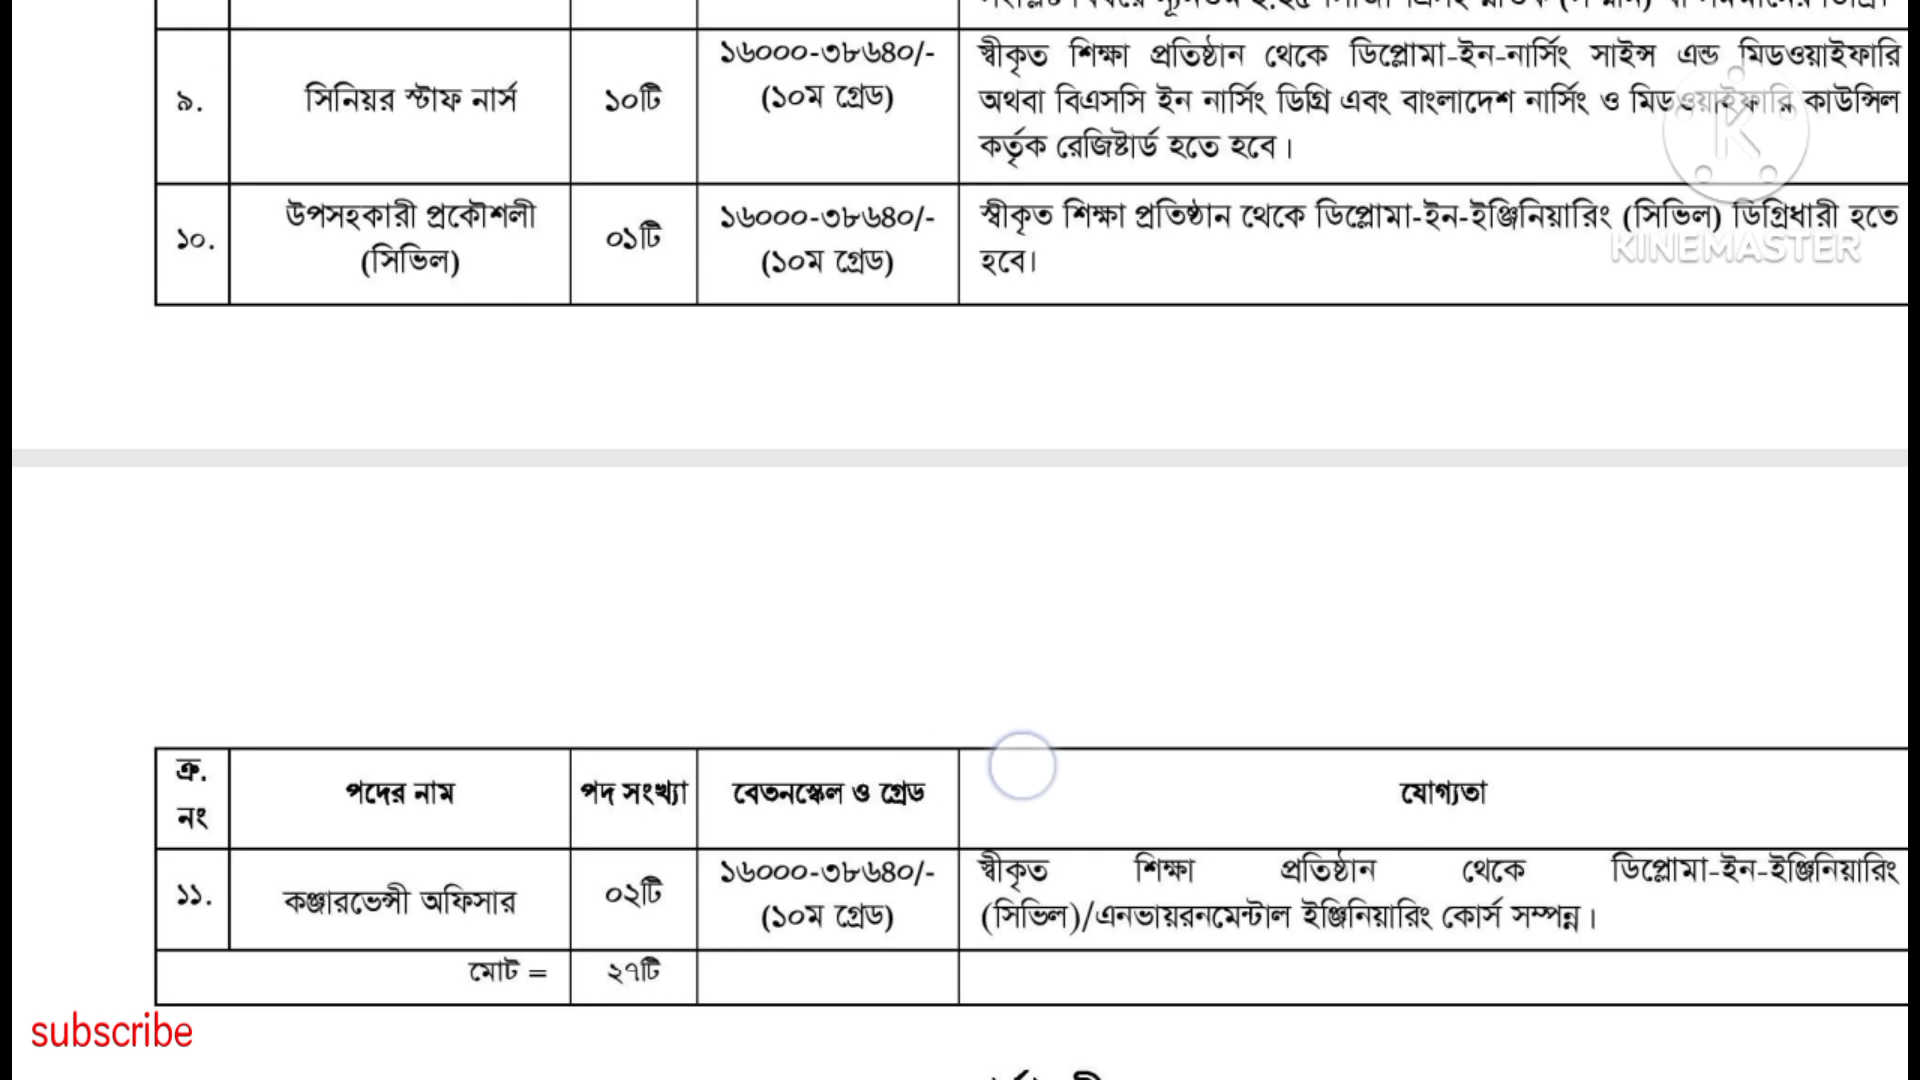 ৯.
সিনিয়র স্টাফ নার্স
১০টি
১৬০০০-৩৮৬৪০/-
(১০ম গ্রেড)
স্বীকৃত শিক্ষা প্রতিষ্ঠান থেকে ডিপ্লোমা-ইন-নার্সিং সাইন্স এন্ড মিডওয়াইফারি
অথবা বিএসসি ইন নার্সিং ডিগ্রি এবং বাংলাদেশ নার্সিং ও মিডওয়াইফারি কাউন্সিল
কর্তৃক রেজিষ্টার্ড হতে হবে।
১০.
উপসহকারী প্রকৌশলী
(সিভিল)
০১টি
১৬০০০-৩৮৬৪০/-
(১০ম গ্রেড)
স্বীকৃত শিক্ষা প্রতিষ্ঠান থেকে ডিপ্লোমা-ইন-ইঞ্জিনিয়ারিং (সিভিল) ডিগ্রিধারী হতে
হবে।
K
KINEMASTER
ক্র.
নং
পদের নাম
পদ সংখ্যা
বেতনস্কেল ও গ্রেড
যোগ্যতা
১১.
কঞ্জারভেন্সী অফিসার
০২টি
১৬০০০-৩৮৬৪০/-
(১০ম গ্রেড)
স্বীকৃত শিক্ষা প্রতিষ্ঠান থেকে ডিপ্লোমা-ইন-ইঞ্জিনিয়ারিং
(সিভিল)/এনভায়রনমেন্টাল ইঞ্জিনিয়ারিং কোর্স সম্পন্ন।
মোট =
২৭টি
subscribe